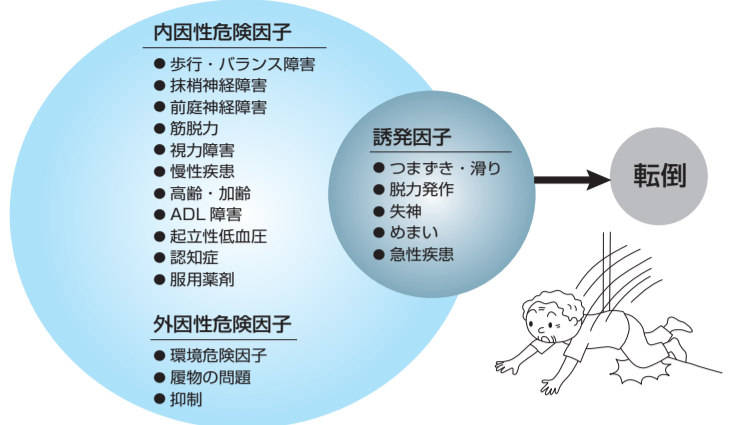 内因性危険因子
● 歩行・バランス障害
● 抹梢神経障害
● 前庭神経障害
● 筋脱力
● 視力障害
● 慢性疾患
● 高齢・加齢
● ADL 障害
● 起立性低血圧
● 認知症
● 服用薬剤
外因性危険因子
● 環境危険因子
● 履物の問題
● 抑制
誘発因子
● つまずき・滑り
● 脱力発作
● 失神
● めまい
● 急性疾患
転倒